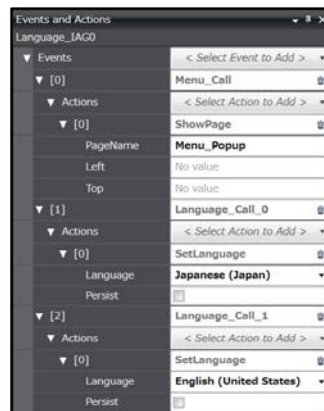 Events and Actions
Language_IAG0
Events < Select Event to Add >
[0] Menu_Call
Actions < Select Action to Add >
[0] ShowPage
PageName Menu_Popup
Left No value
Top No value
[1] Language_Call_0
Actions < Select Action to Add >
[0] SetLanguage
Language Japanese (Japan)
Persist
[2] Language_Call_1
Actions < Select Action to Add >
[0] SetLanguage
Language English (United States)
Persist